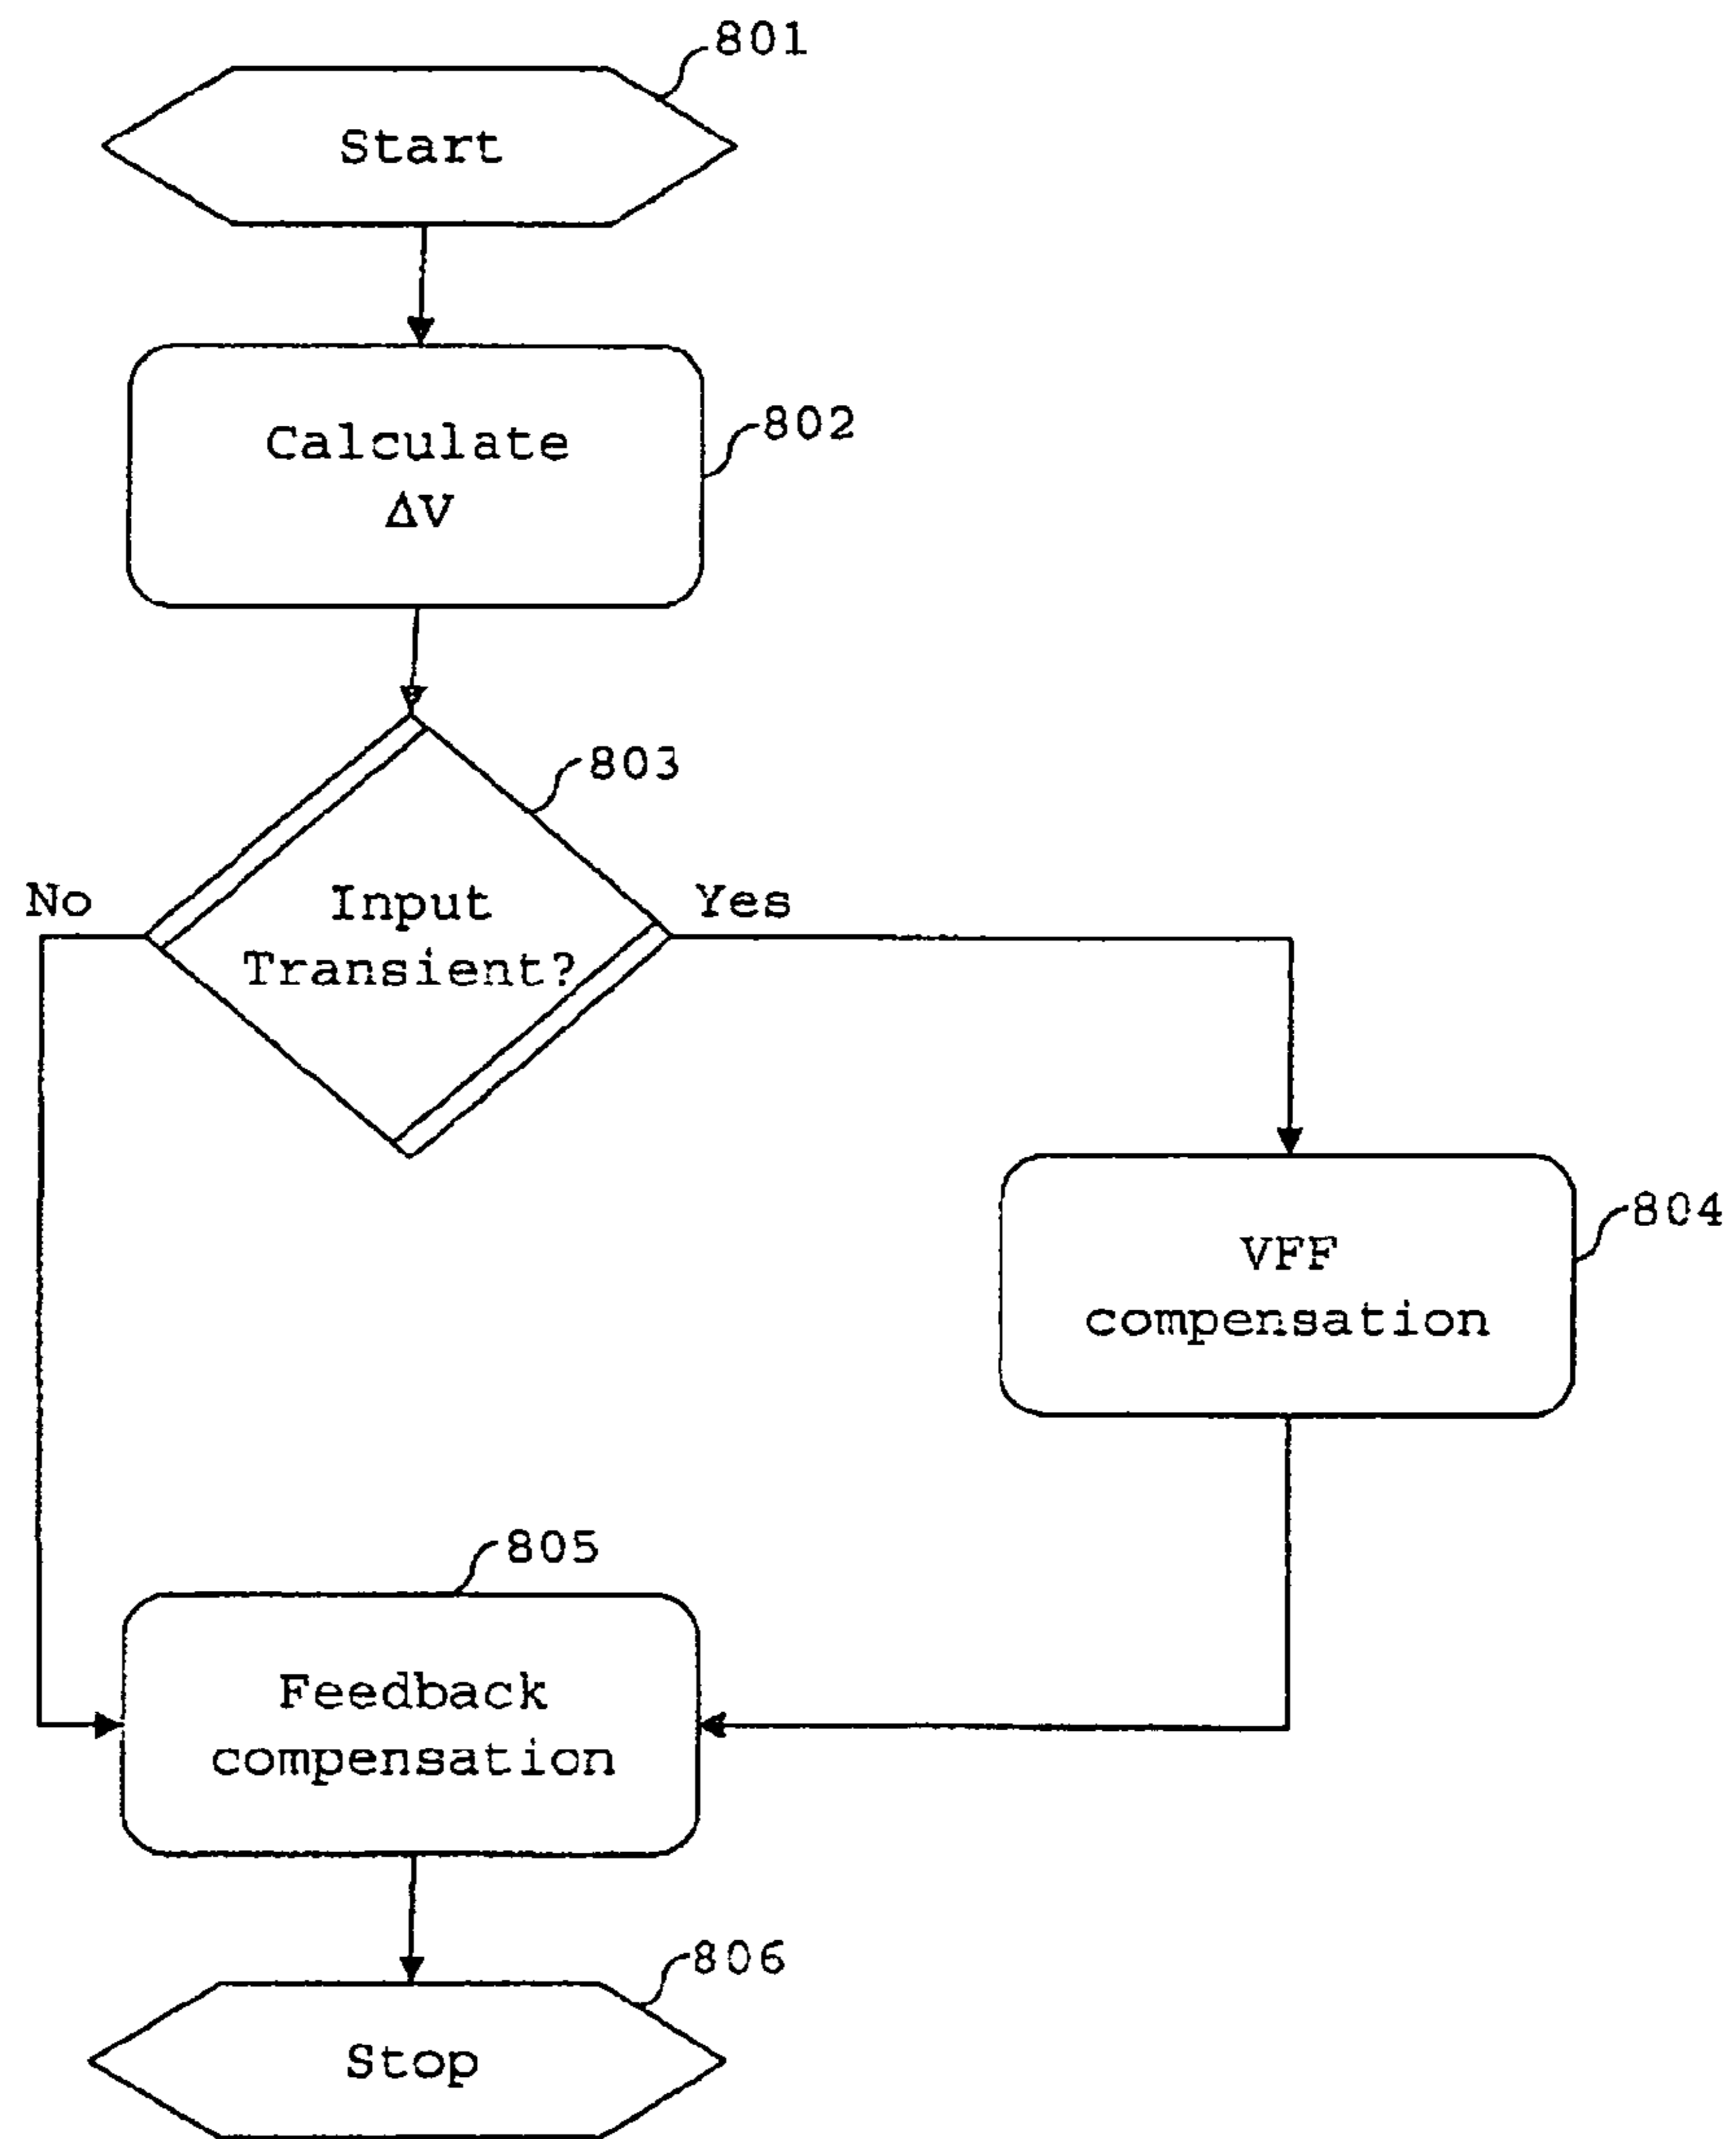 801
Start
802
Calculate
ΔV
803
No
Input
Transient?
Yes
804
VFF
compensation
805
Feedback
compensation
806
Stop